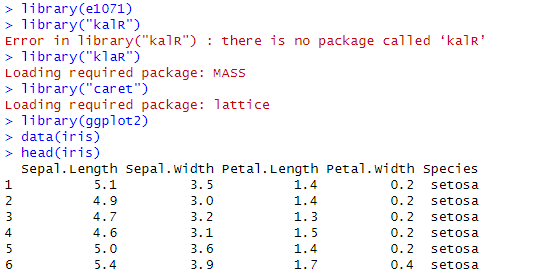 > library(e1071)
> library("kalR")
Error in library("kalR") : there is no package called ‘kalR’
> library("klaR")
Loading required package: MASS
> library("caret")
Loading required package: lattice
> library(ggplot2)
> data(iris)
> head(iris)
  Sepal.Length Sepal.Width Petal.Length Petal.Width Species
1          5.1         3.5          1.4         0.2  setosa
2          4.9         3.0          1.4         0.2  setosa
3          4.7         3.2          1.3         0.2  setosa
4          4.6         3.1          1.5         0.2  setosa
5          5.0         3.6          1.4         0.2  setosa
6          5.4         3.9          1.7         0.4  setosa